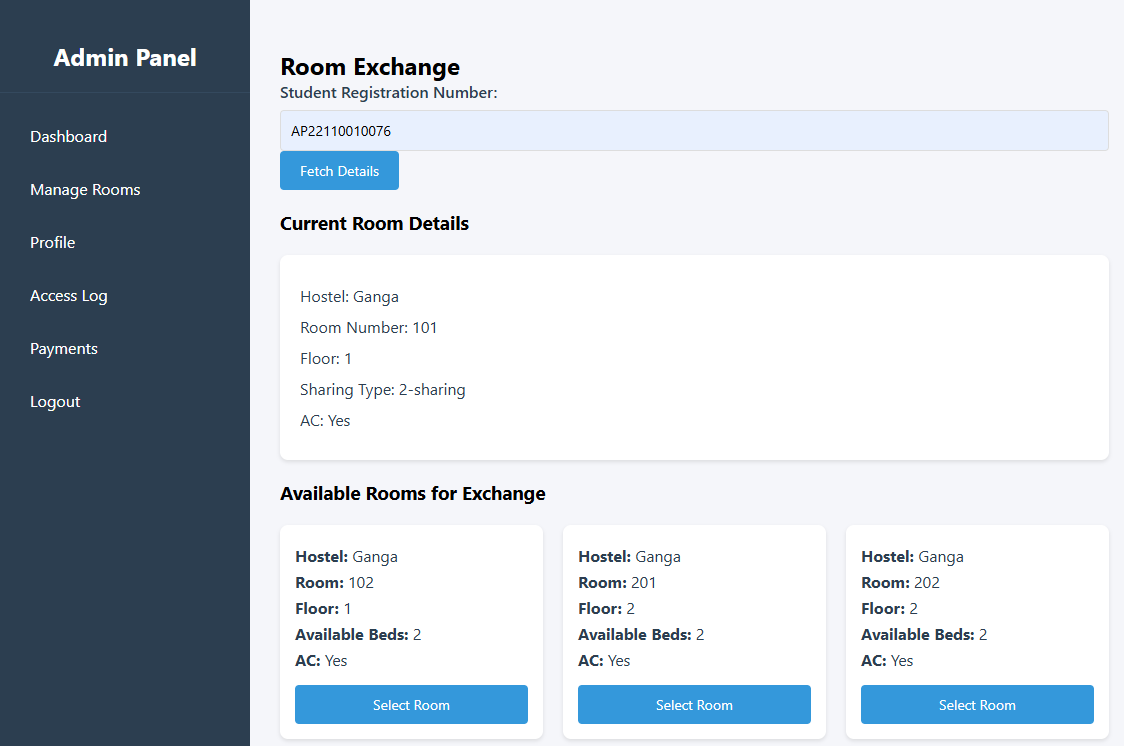 Admin Panel
Dashboard
Manage Rooms
Profile
Access Log
Payments
Logout
Room Exchange
Student Registration Number:
AP22110010076
Fetch Details
Current Room Details
Hostel: Ganga
Room Number: 101
Floor: 1
Sharing Type: 2-sharing
AC: Yes
Available Rooms for Exchange
Hostel: Ganga
Room: 102
Floor: 1
Available Beds: 2
AC: Yes
Select Room
Hostel: Ganga
Room: 201
Floor: 2
Available Beds: 2
AC: Yes
Select Room
Hostel: Ganga
Room: 202
Floor: 2
Available Beds: 2
AC: Yes
Select Room